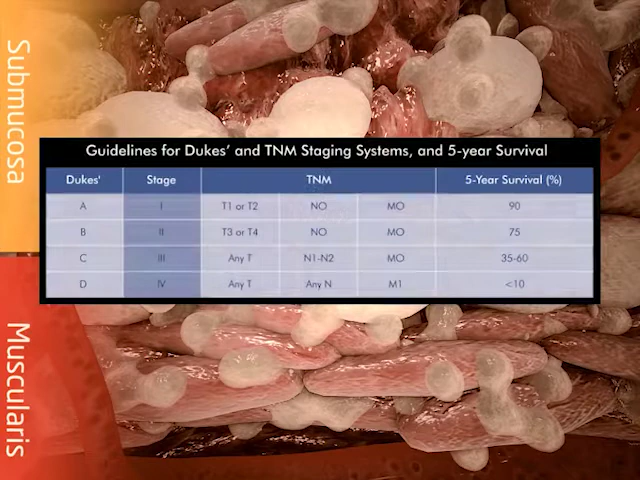 Submucosa
Guidelines for Dukes' and TNM Staging Systems, and 5-year Survival
Dukes' Stage TNM 5-Year Survival (%)
A I T1 or T2 NO MO 90
B II T3 or T4 NO MO 75
C III Any T N1-N2 MO 35-60
D IV Any T Any N M1 <10
Muscularis